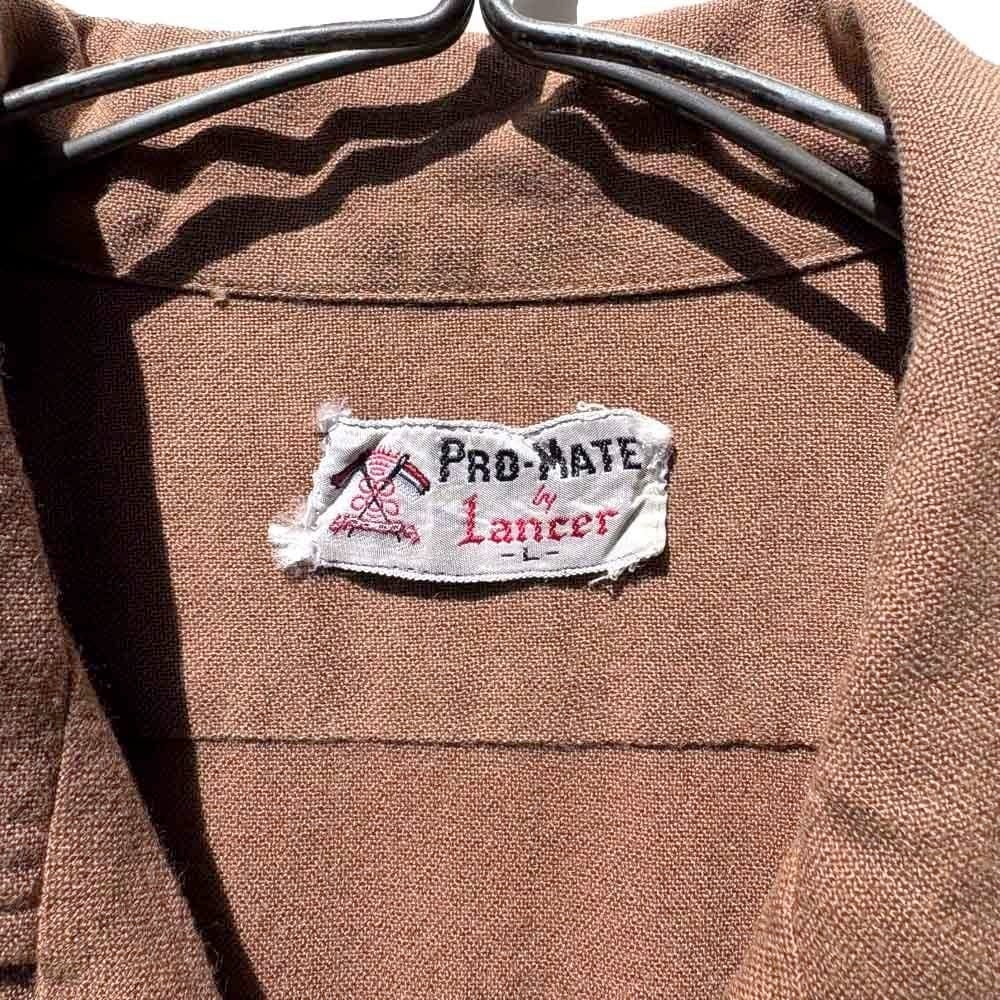 PRO-MATE
by
Lancer
-L-